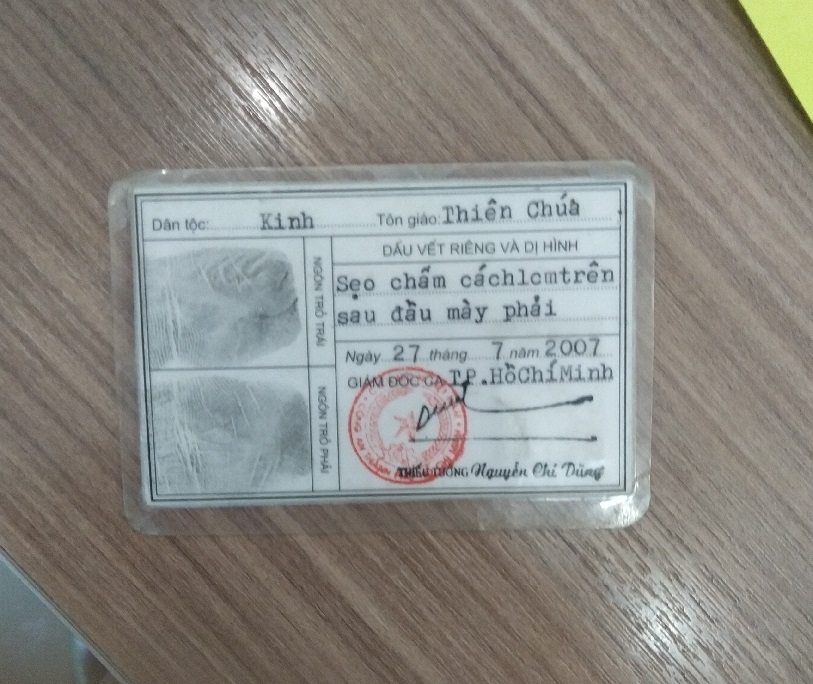 Dân tộc: Kinh Tôn giáo: Thiên Chúa
DẤU VẾT RIÊNG VÀ DỊ HÌNH
NGÓN TRỎ TRÁI
Sẹo chấm cách1cmtrên
sau đầu mày phải
Ngày 27 tháng 7 năm 2007
GIÁM ĐỐC CA T.P.HồChíMinh
NGÓN TRỎ PHẢI
THIẾU TƯỚNG Nguyễn Chí Dũng